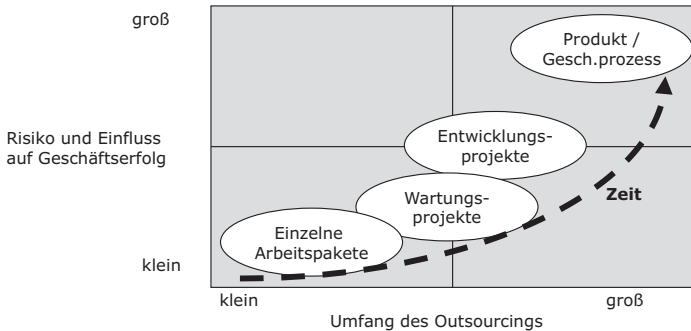 groß
Produkt /
Gesch.prozess
Risiko und Einfluss
auf Geschäftserfolg
Entwicklungs-
projekte
Wartungs-
projekte
Zeit
Einzelne
Arbeitspakete
klein
klein
groß
Umfang des Outsourcings